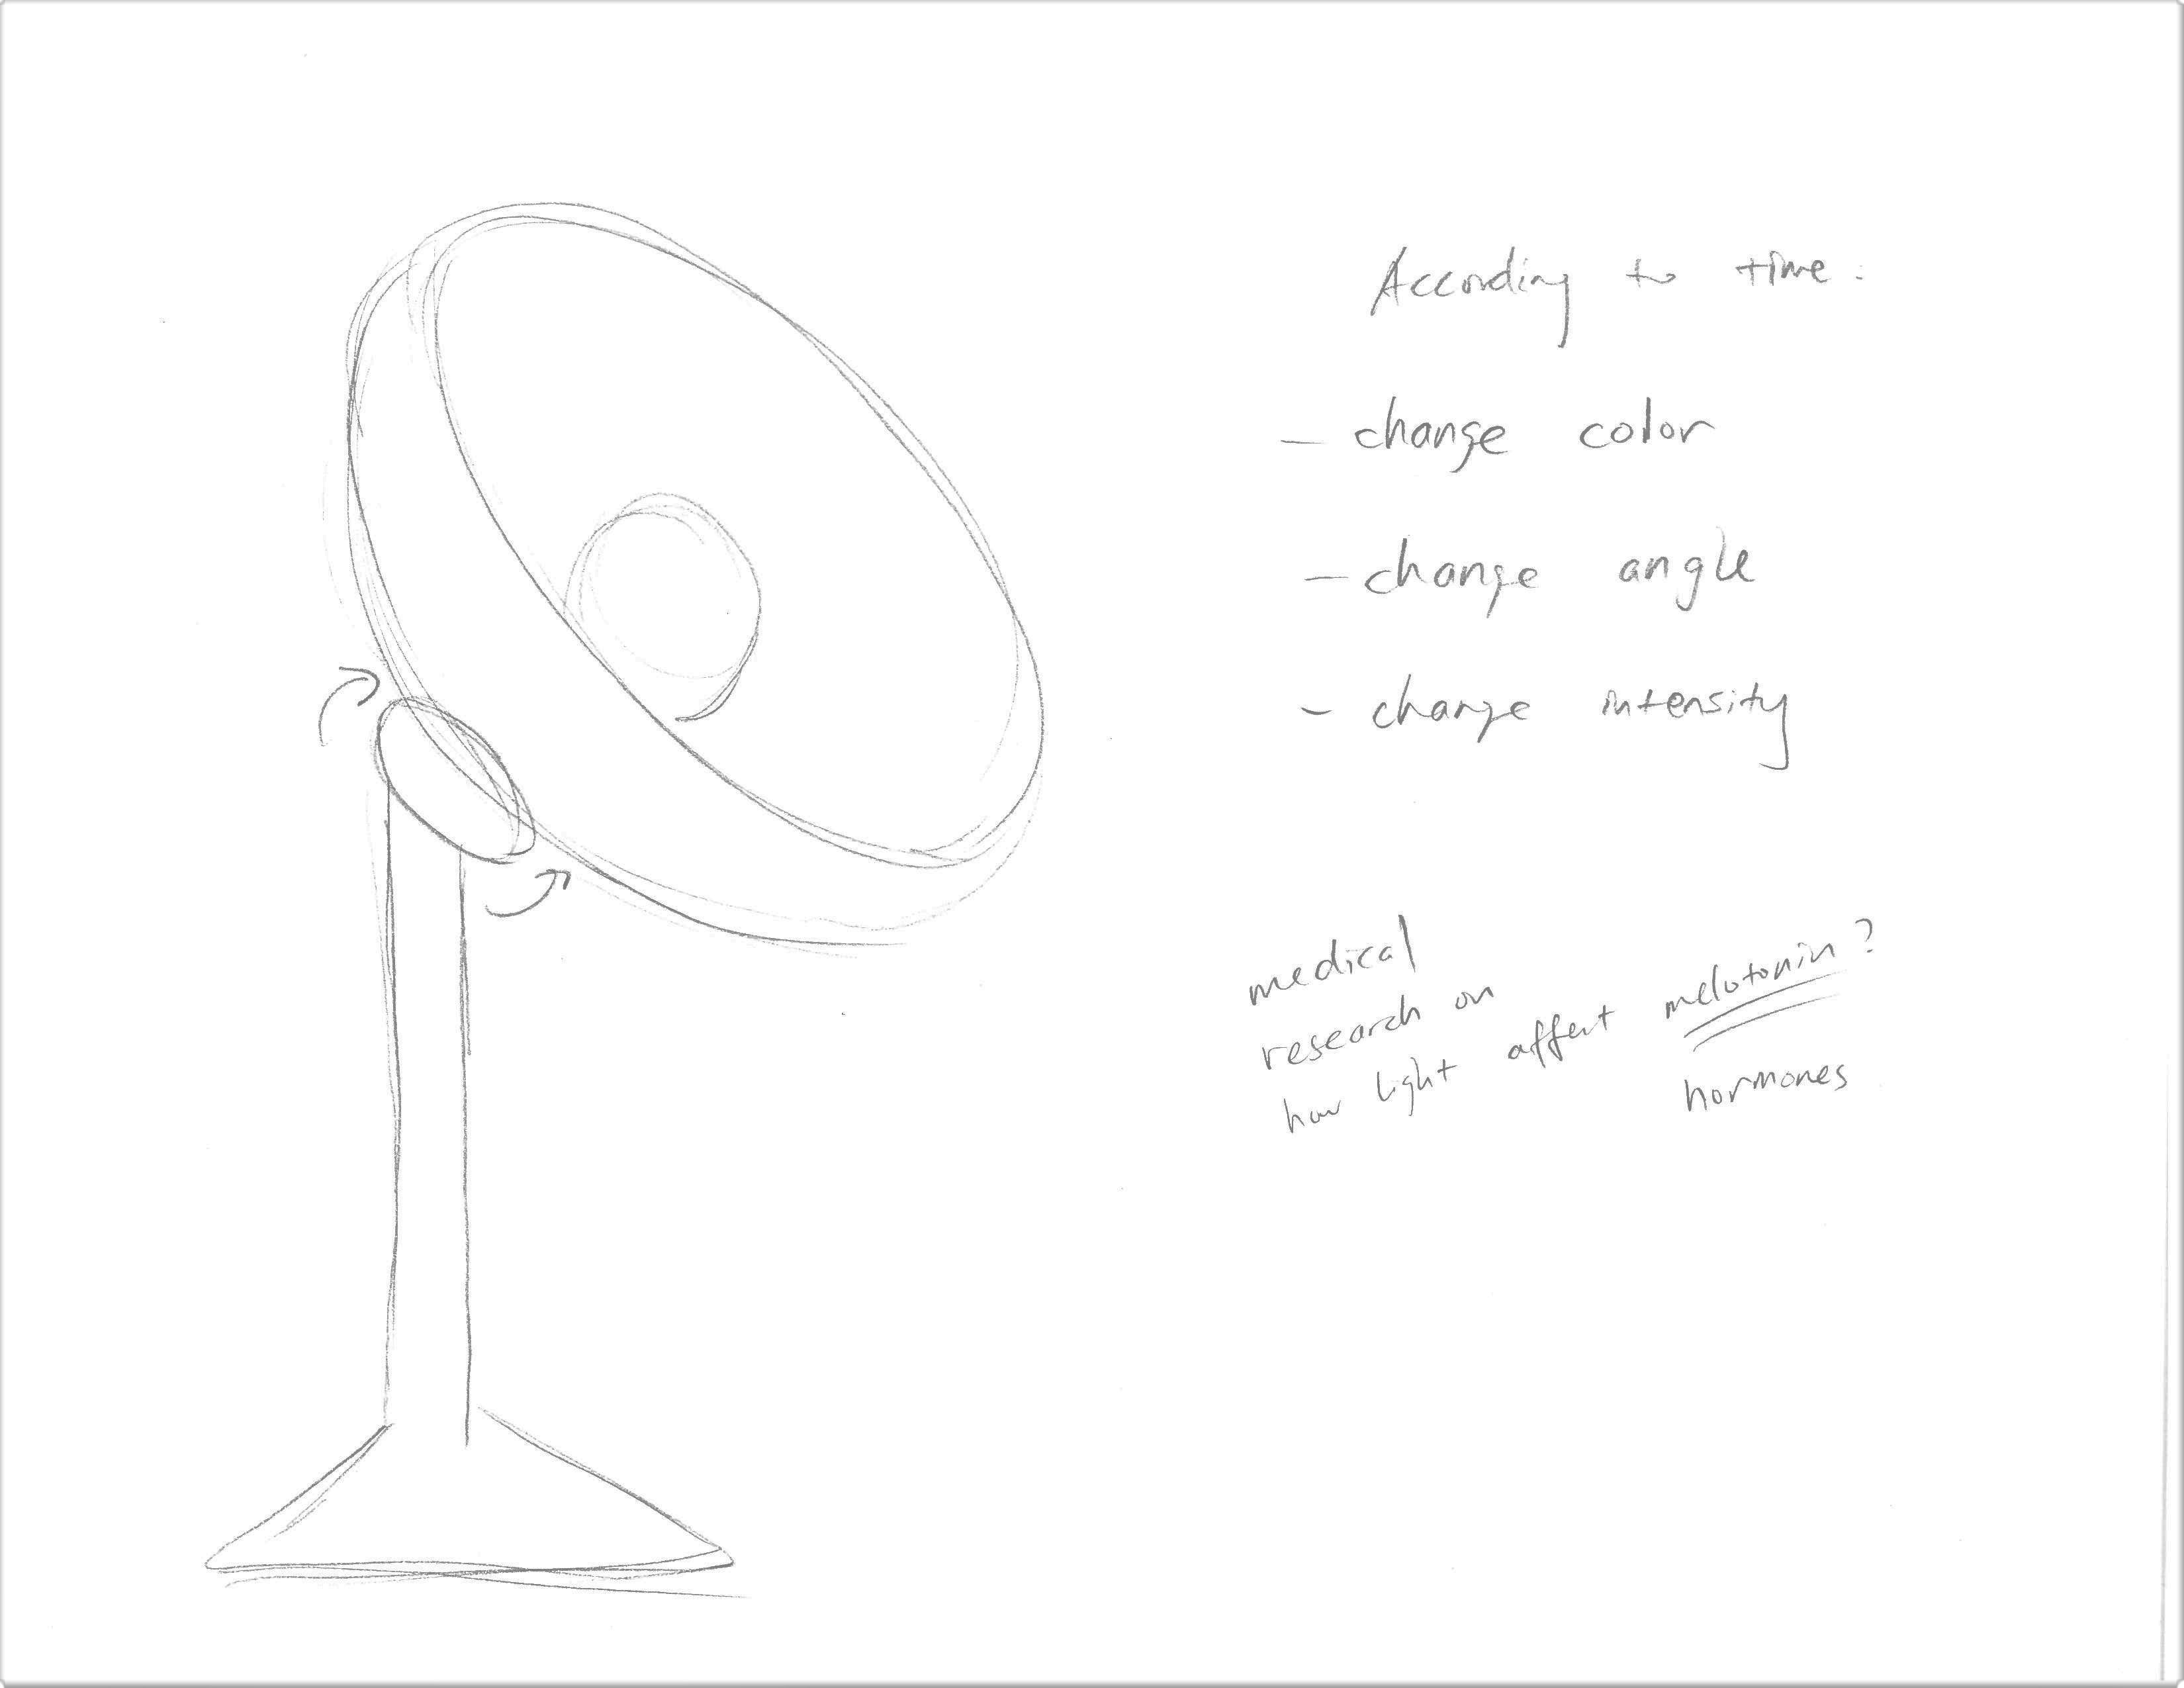 According to time:
- change color
- change angle
- change intensity
medical
research on
how light affect melotonin?
hormones